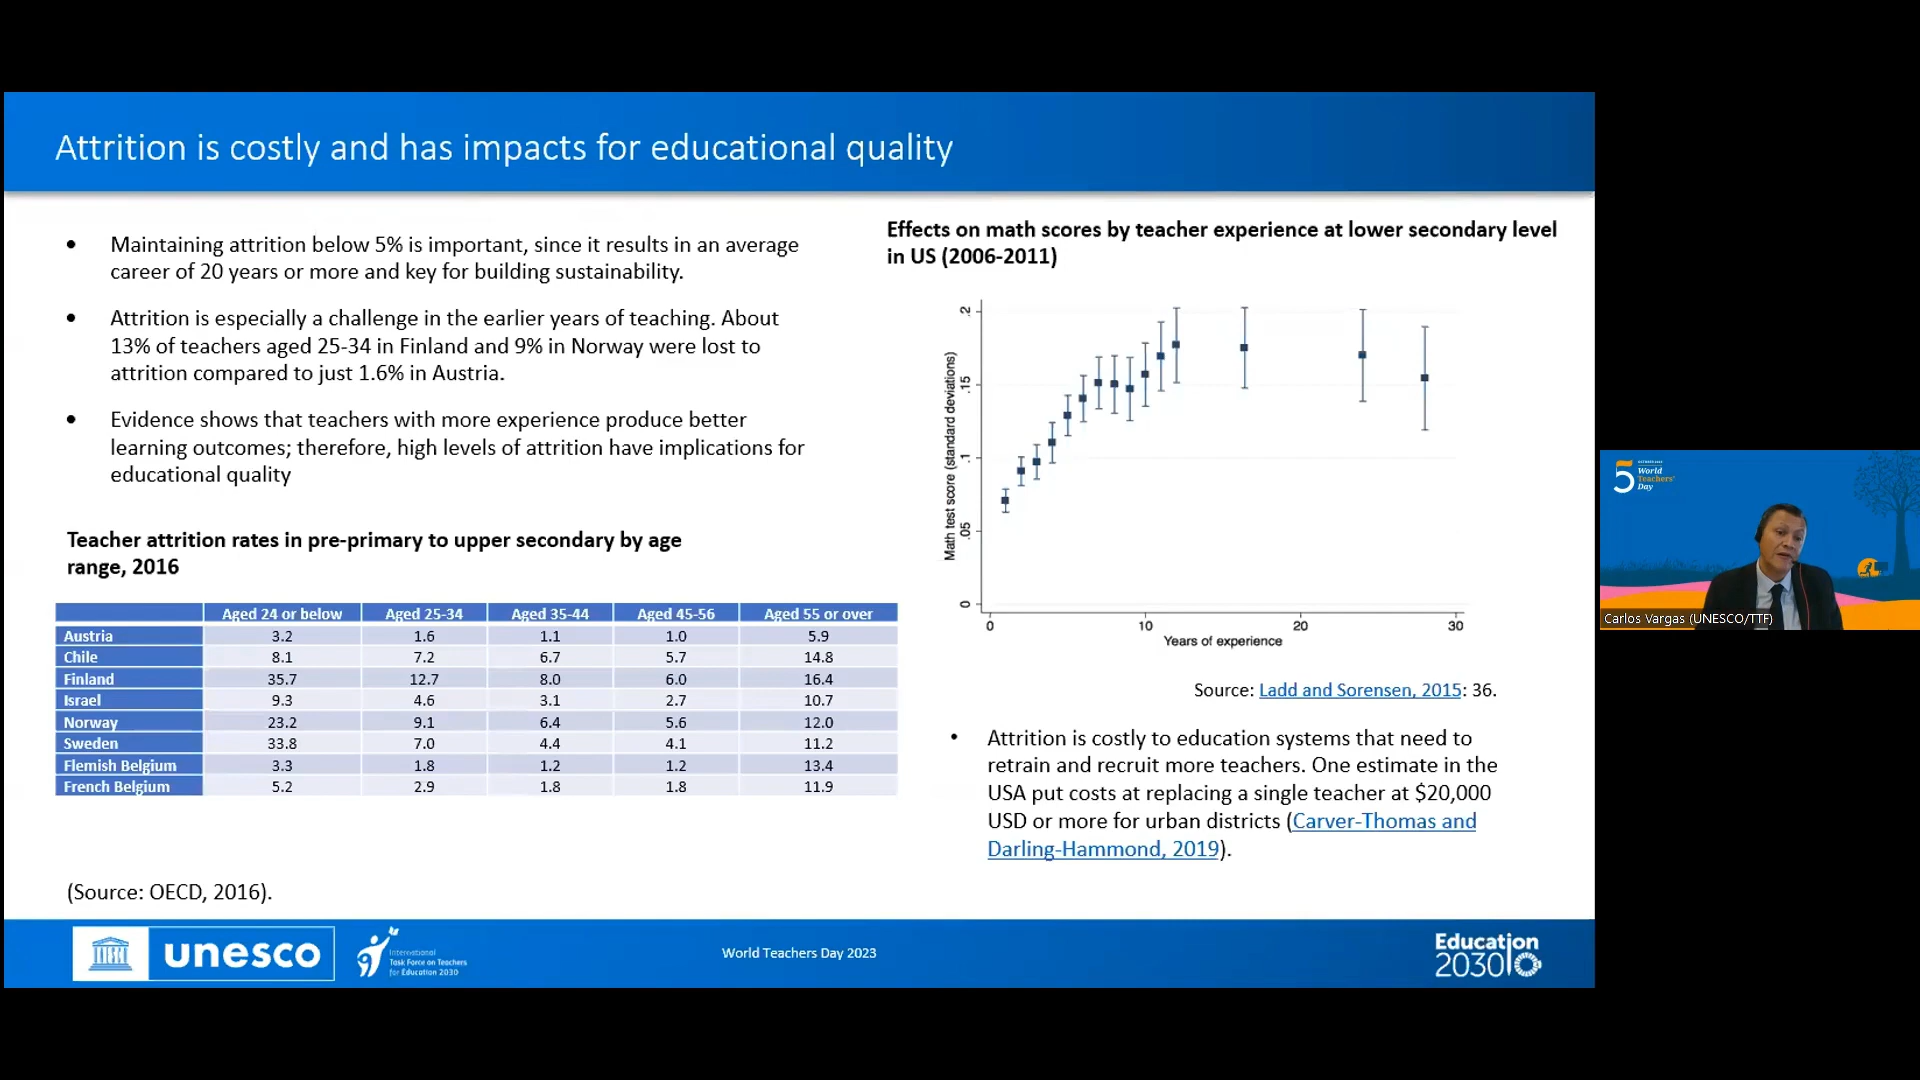 Attrition is costly and has impacts for educational quality
• Maintaining attrition below 5% is important, since it results in an average
career of 20 years or more and key for building sustainability.
• Attrition is especially a challenge in the earlier years of teaching. About
13% of teachers aged 25-34 in Finland and 9% in Norway were lost to
attrition compared to just 1.6% in Austria.
• Evidence shows that teachers with more experience produce better
learning outcomes; therefore, high levels of attrition have implications for
educational quality
Teacher attrition rates in pre-primary to upper secondary by age
range, 2016
Aged 24 or below Aged 25-34 Aged 35-44 Aged 45-56 Aged 55 or over
Austria 3.2 1.6 1.1 1.0 5.9
Chile 8.1 7.2 6.7 5.7 14.8
Finland 35.7 12.7 8.0 6.0 16.4
Israel 9.3 4.6 3.1 2.7 10.7
Norway 23.2 9.1 6.4 5.6 12.0
Sweden 33.8 7.0 4.4 4.1 11.2
Flemish Belgium 3.3 1.8 1.2 1.2 13.4
French Belgium 5.2 2.9 1.8 1.8 11.9
(Source: OECD, 2016).
Effects on math scores by teacher experience at lower secondary level
in US (2006-2011)
Math test score (standard deviations)
.2
.15
.1
.05
0
0 10 20 30
Years of experience
Source: Ladd and Sorensen, 2015: 36.
• Attrition is costly to education systems that need to
retrain and recruit more teachers. One estimate in the
USA put costs at replacing a single teacher at $20,000
USD or more for urban districts (Carver-Thomas and
Darling-Hammond, 2019).
unesco
International
Task Force on Teachers
for Education 2030
World Teachers Day 2023
Education
2030
5
World
Teachers'
Day
Carlos Vargas (UNESCO/TTF)